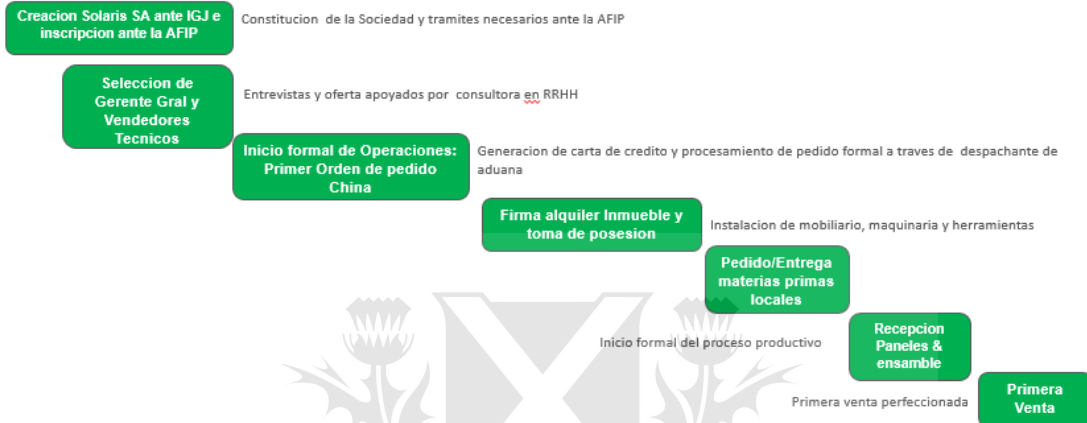 Creacion Solaris SA ante IGJ e
inscripcion ante la AFIP
Constitucion de la Sociedad y tramites necesarios ante la AFIP
Seleccion de
Gerente Gral y
Vendedores
Tecnicos
Entrevistas y oferta apoyados por consultora en RRHH
Inicio formal de Operaciones:
Primer Orden de pedido
China
Generacion de carta de credito y procesamiento de pedido formal a traves de despachante de
aduana
Firma alquiler Inmueble y
toma de posesion
Instalacion de mobiliario, maquinaria y herramientas
Pedido/Entrega
materias primas
locales
Inicio formal del proceso productivo
Recepcion
Paneles &
ensamble
Primera venta perfeccionada
Primera
Venta